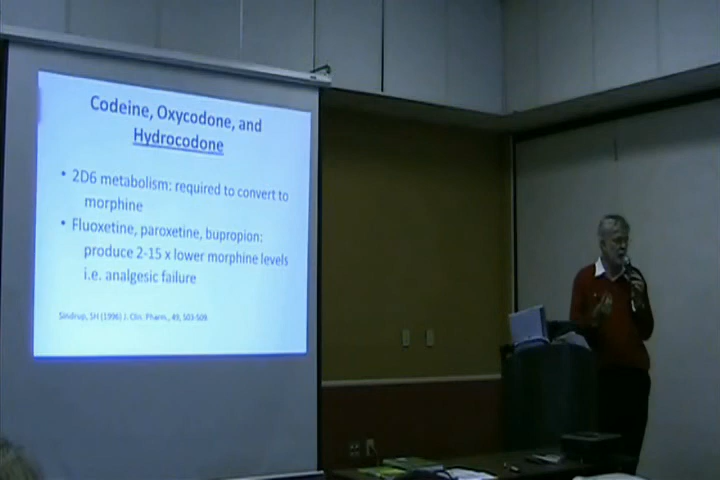 Codeine, Oxycodone, and
Hydrocodone
• 2D6 metabolism: required to convert to
morphine
• Fluoxetine, paroxetine, bupropion:
produce 2-15 x lower morphine levels
i.e. analgesic failure
Sindrup, SH (1996) J. Clin. Pharm., 49, 503-509.